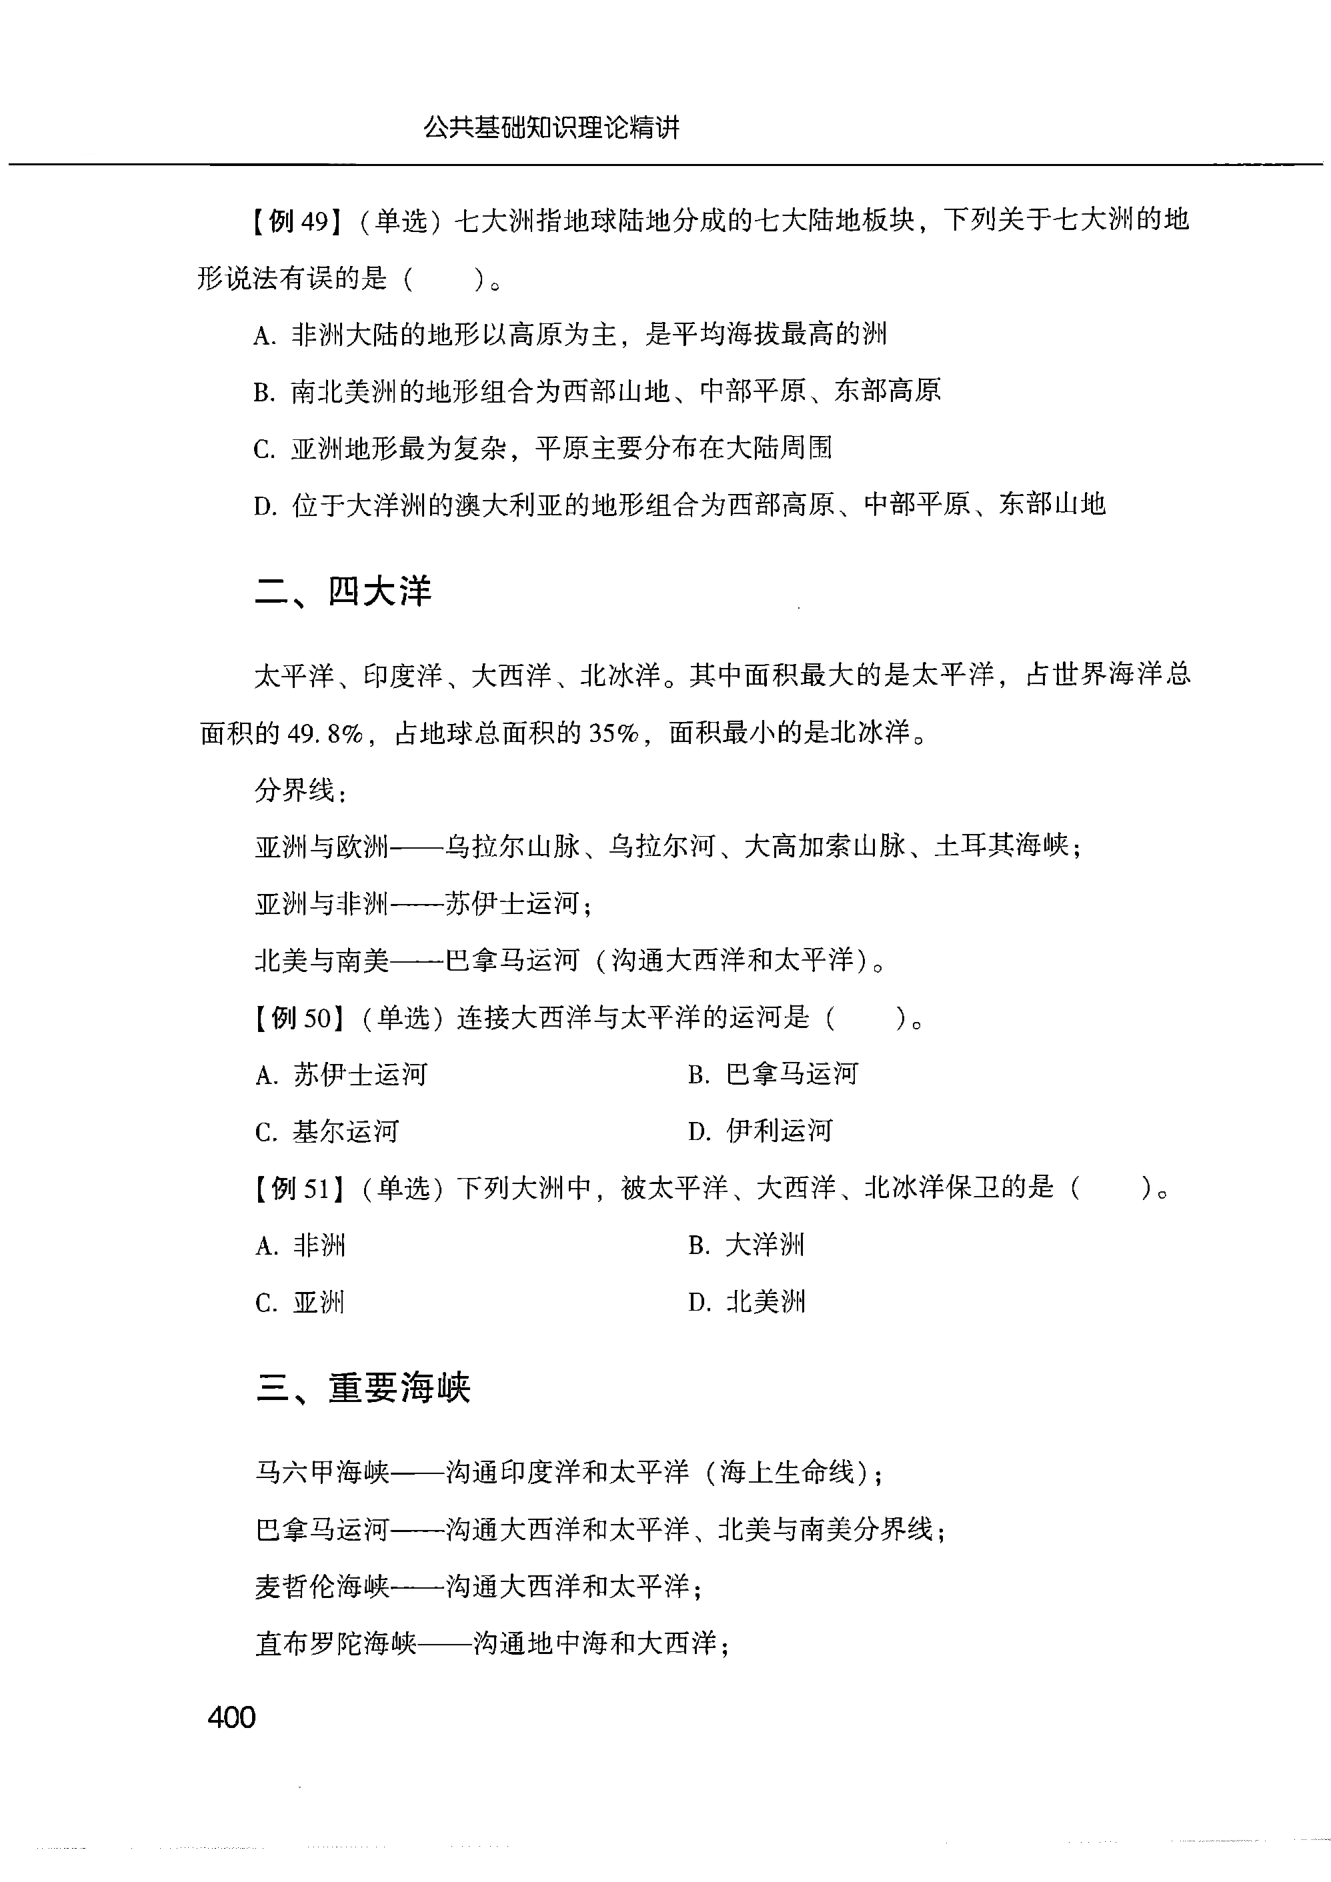 公共基础知识理论精讲
【例 49】(单选) 七大洲指地球陆地分成的七大陆地板块，下列关于七大洲的地
形说法有误的是 (　　)。
A. 非洲大陆的地形以高原为主，是平均海拔最高的洲
B. 南北美洲的地形组合为西部山地、中部平原、东部高原
C. 亚洲地形最为复杂，平原主要分布在大陆周围
D. 位于大洋洲的澳大利亚的地形组合为西部高原、中部平原、东部山地
二、四大洋
太平洋、印度洋、大西洋、北冰洋。其中面积最大的是太平洋，占世界海洋总
面积的 49.8%，占地球总面积的 35%，面积最小的是北冰洋。
分界线：
亚洲与欧洲——乌拉尔山脉、乌拉尔河、大高加索山脉、土耳其海峡；
亚洲与非洲——苏伊士运河；
北美与南美——巴拿马运河 (沟通大西洋和太平洋)。
【例 50】(单选) 连接大西洋与太平洋的运河是 (　　)。
A. 苏伊士运河　　B. 巴拿马运河
C. 基尔运河　　D. 伊利运河
【例 51】(单选) 下列大洲中，被太平洋、大西洋、北冰洋保卫的是 (　　)。
A. 非洲　　B. 大洋洲
C. 亚洲　　D. 北美洲
三、重要海峡
马六甲海峡——沟通印度洋和太平洋 (海上生命线)；
巴拿马运河——沟通大西洋和太平洋、北美与南美分界线；
麦哲伦海峡——沟通大西洋和太平洋；
直布罗陀海峡——沟通地中海和大西洋；
400